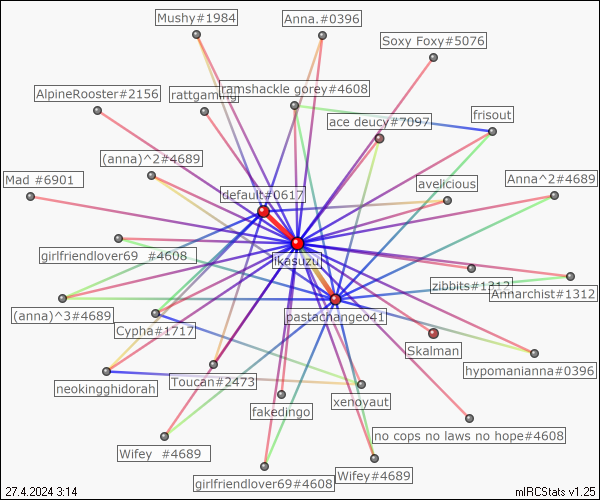 Mushy#1984
Anna.#0396
Soxy Foxy#5076
AlpineRooster#2156
rattgaming
ramshackle gorey#4608
frisout
ace deucy#7097
(anna)^2#4689
Mad #6901
default#0617
avelicious
Anna^2#4689
girlfriendlover69 _#4608
ikasuzu
zibbits#1312
Annarchist#1312
(anna)^3#4689
Cypha#1717
pastachangeo41
Skalman
hypomanianna#0396
neokingghidorah
Toucan#2473
fakedingo
xenoyaut
no cops no laws no hope#4608
Wifey  #4689
girlfriendlover69#4608
Wifey#4689
27.4.2024 3:14
mIRCStats v1.25